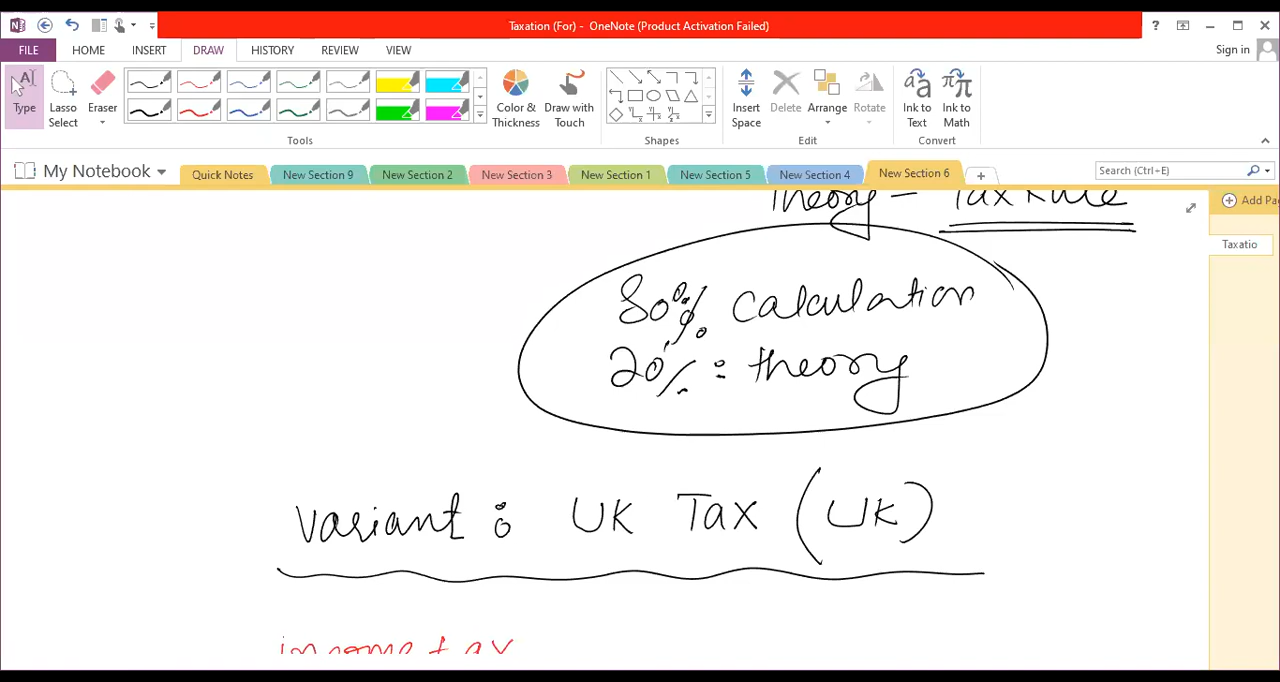 Taxation (For) - OneNote (Product Activation Failed)
?
FILE HOME INSERT DRAW HISTORY REVIEW VIEW
Sign in
Type
Lasso Select
Eraser
Color & Thickness
Draw with Touch
Insert Space
Delete
Arrange
Rotate
Ink to Text
Ink to Math
Tools
Shapes
Edit
Convert
My Notebook
Quick Notes New Section 9 New Section 2 New Section 3 New Section 1 New Section 5 New Section 4 New Section 6
Search (Ctrl+E)
Add Pa
Taxatio
Theory - Tax Rule
80% calculation
20% : theory
variant : UK Tax (UK)
income tax